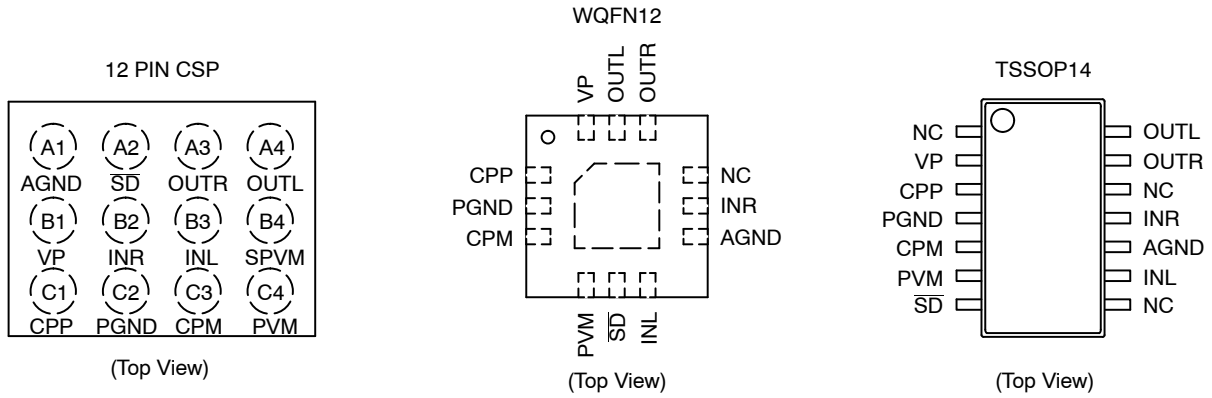 12 PIN CSP
A1 A2 A3 A4
AGND S̅D̅ OUTR OUTL
B1 B2 B3 B4
VP INR INL SPVM
C1 C2 C3 C4
CPP PGND CPM PVM
(Top View)
WQFN12
VP OUTL OUTR
CPP NC
PGND INR
CPM AGND
PVM S̅D̅ INL
(Top View)
TSSOP14
NC OUTL
VP OUTR
CPP NC
PGND INR
CPM AGND
PVM INL
S̅D̅ NC
(Top View)